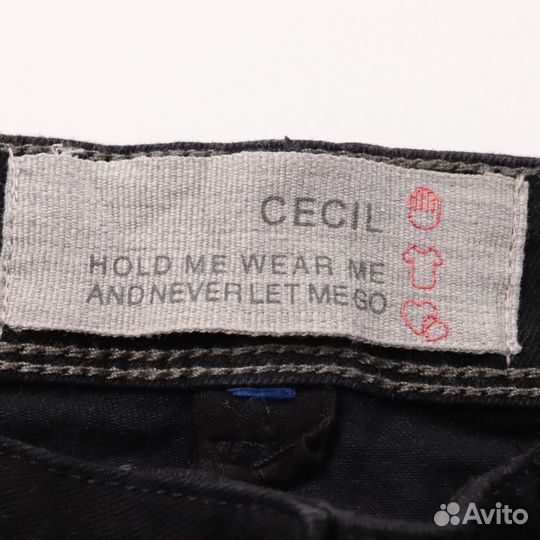 CECIL
HOLD ME WEAR ME
AND NEVER LET ME GO
Avito